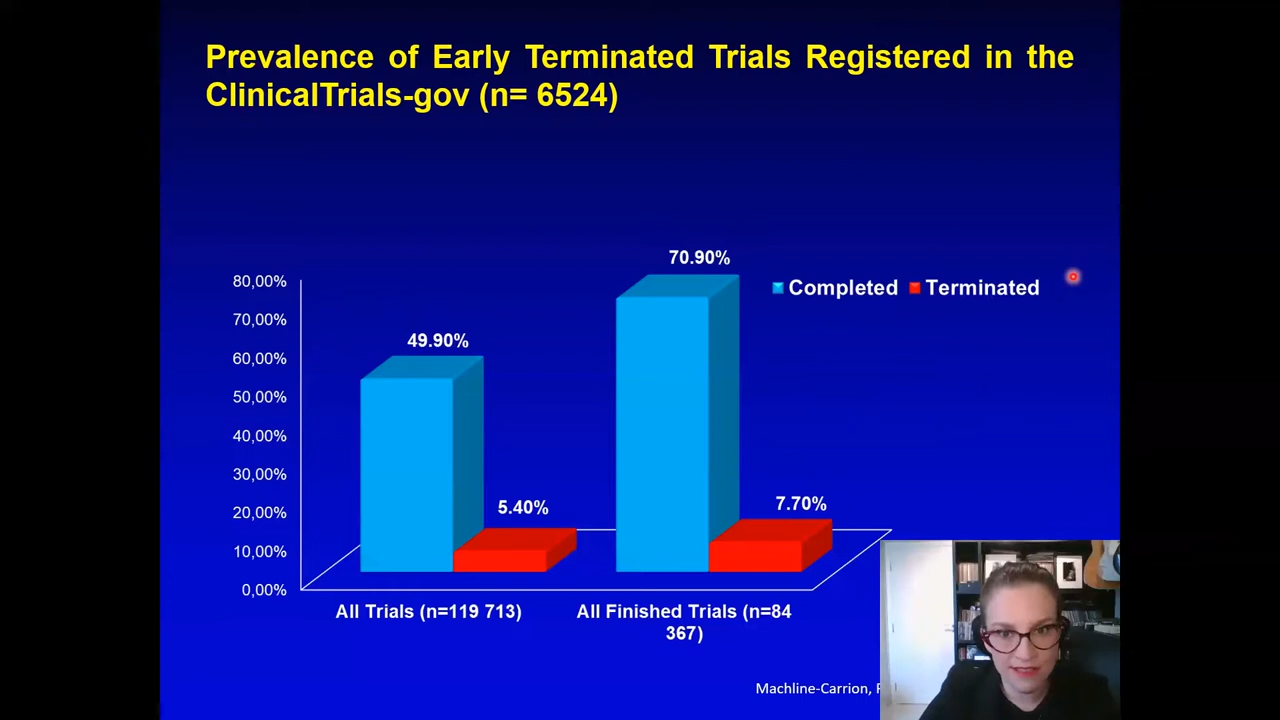 Prevalence of Early Terminated Trials Registered in the
ClinicalTrials-gov (n= 6524)
70.90%
80,00%
Completed Terminated
70,00%
49.90%
60,00%
50,00%
40,00%
30,00%
5.40%
7.70%
20,00%
10,00%
0,00%
All Trials (n=119 713)
All Finished Trials (n=84
367)
Machline-Carrion,